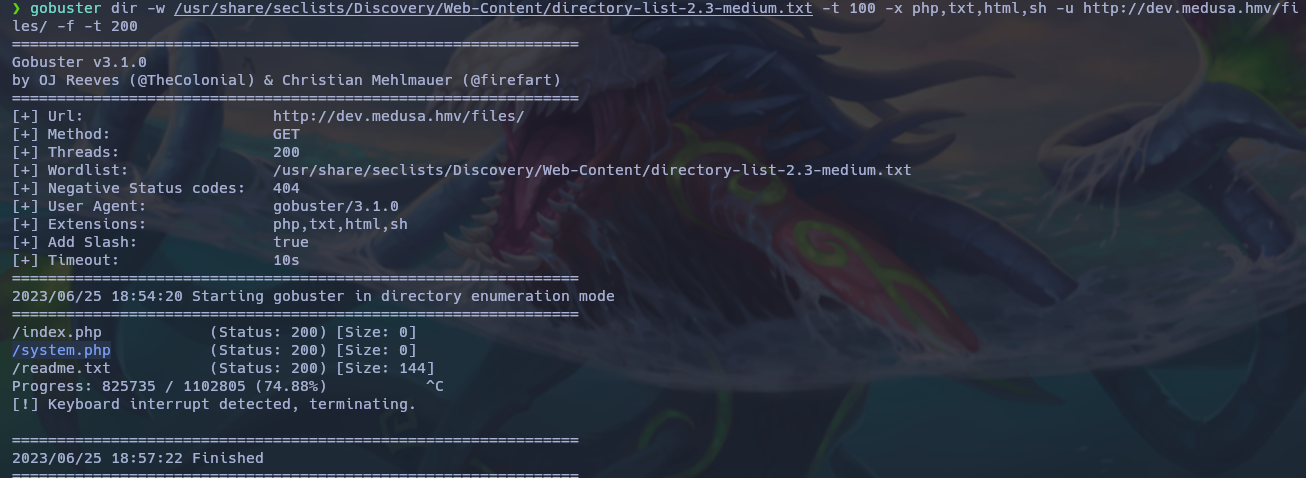 ❯ gobuster dir -w /usr/share/seclists/Discovery/Web-Content/directory-list-2.3-medium.txt -t 100 -x php,txt,html,sh -u http://dev.medusa.hmv/fi
les/ -f -t 200
===============================================================
Gobuster v3.1.0
by OJ Reeves (@TheColonial) & Christian Mehlmauer (@firefart)
===============================================================
[+] Url:                     http://dev.medusa.hmv/files/
[+] Method:                  GET
[+] Threads:                 200
[+] Wordlist:                /usr/share/seclists/Discovery/Web-Content/directory-list-2.3-medium.txt
[+] Negative Status codes:   404
[+] User Agent:              gobuster/3.1.0
[+] Extensions:              php,txt,html,sh
[+] Add Slash:               true
[+] Timeout:                 10s
===============================================================
2023/06/25 18:54:20 Starting gobuster in directory enumeration mode
===============================================================
/index.php            (Status: 200) [Size: 0]
/system.php           (Status: 200) [Size: 0]
/readme.txt           (Status: 200) [Size: 144]
Progress: 825735 / 1102805 (74.88%)           ^C
[!] Keyboard interrupt detected, terminating.
===============================================================
2023/06/25 18:57:22 Finished
===============================================================